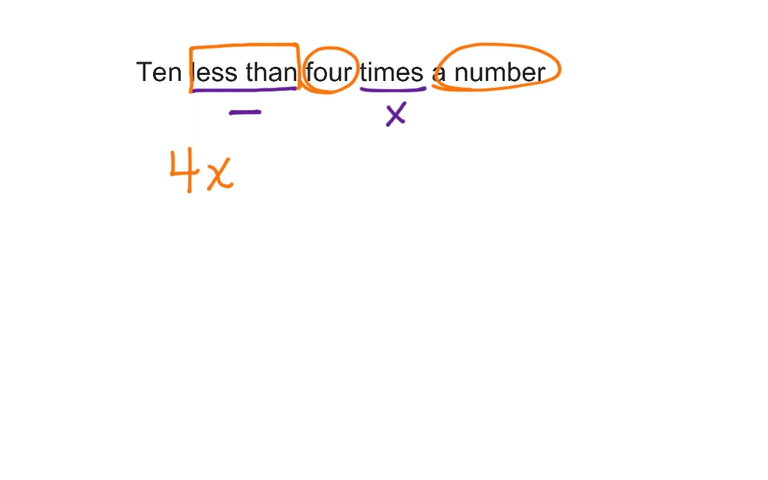 Ten less than four times a number
— x
4x